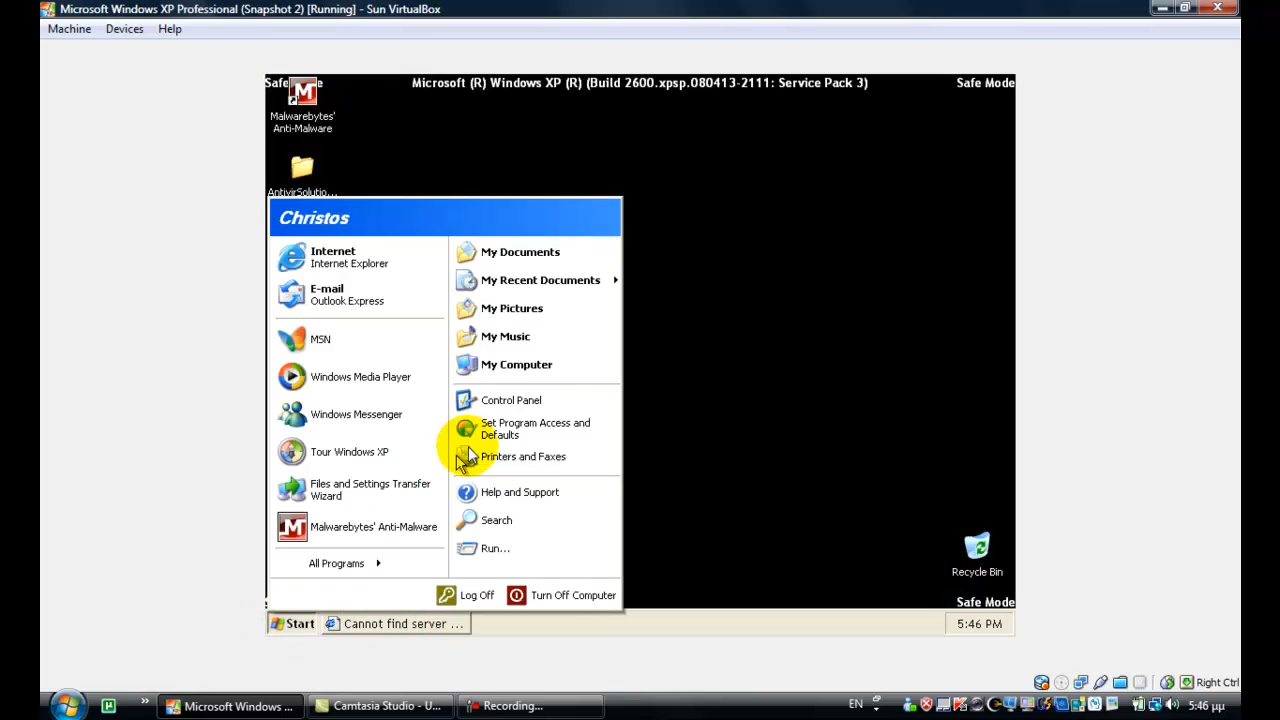 Microsoft Windows XP Professional (Snapshot 2) [Running] - Sun VirtualBox
Machine Devices Help
Safe Microsoft (R) Windows XP (R) (Build 2600.xpsp.080413-2111: Service Pack 3) Safe Mode
Malwarebytes'
Anti-Malware
AntivirSolutio...
Christos
Internet
Internet Explorer
E-mail
Outlook Express
MSN
Windows Media Player
Windows Messenger
Tour Windows XP
Files and Settings Transfer
Wizard
Malwarebytes' Anti-Malware
All Programs
My Documents
My Recent Documents
My Pictures
My Music
My Computer
Control Panel
Set Program Access and
Defaults
Printers and Faxes
Help and Support
Search
Run...
Log Off Turn Off Computer
Recycle Bin
Safe Mode
Start Cannot find server ... 5:46 PM
Right Ctrl
Microsoft Windows ... Camtasia Studio - U... Recording... EN 5:46 μμ